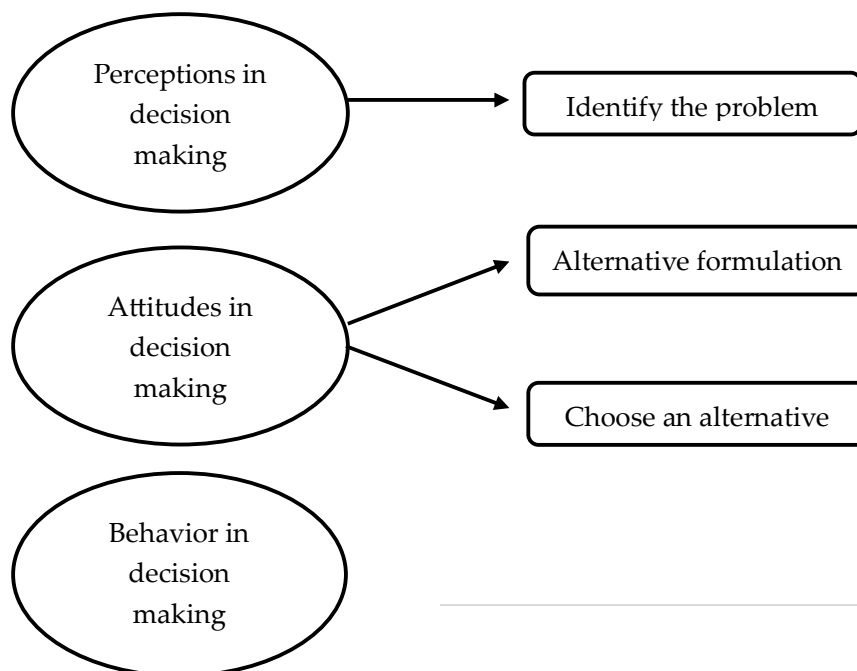 Perceptions in
decision
making
Identify the problem
Alternative formulation
Attitudes in
decision
making
Choose an alternative
Behavior in
decision
making